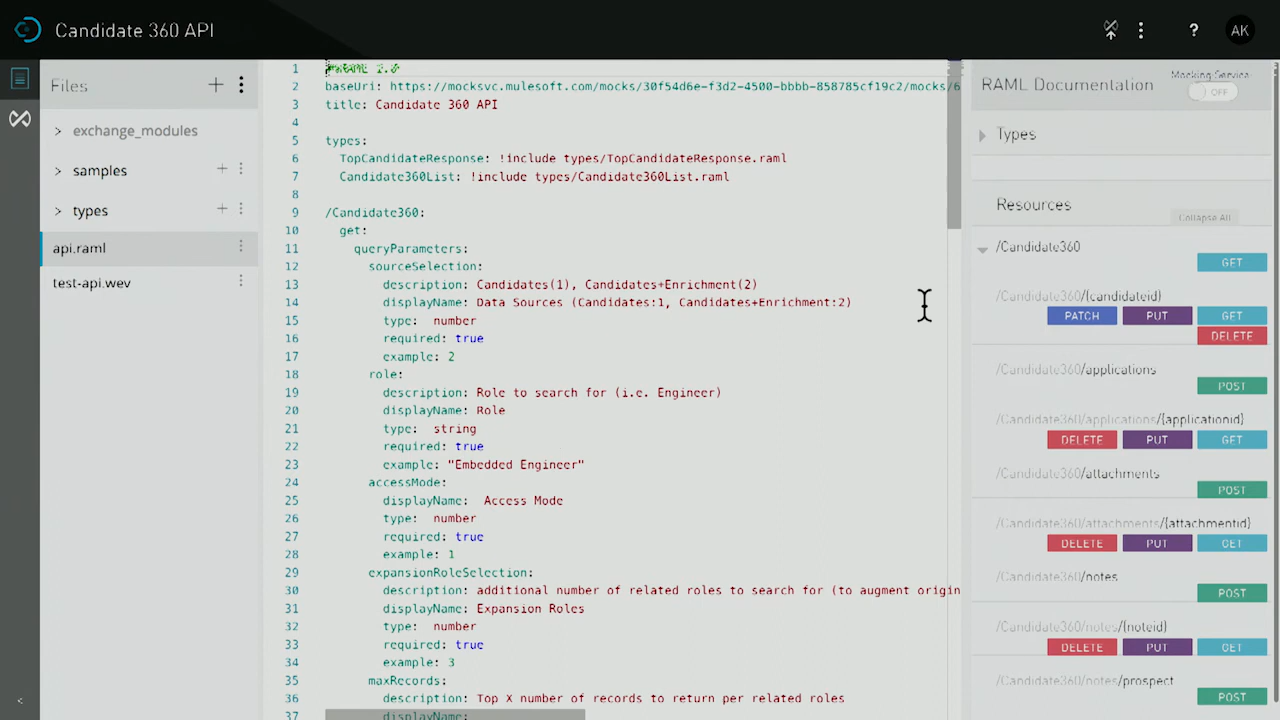 Candidate 360 API
?
AK
Files
exchange_modules
samples
types
api.raml
test-api.wev
1 #%RAML 1.0
2 baseUri: https://mocksvc.mulesoft.com/mocks/30f54d6e-f3d2-4500-bbbb-858785cf19c2/mocks/6
3 title: Candidate 360 API
4
5 types:
6 TopCandidateResponse: !include types/TopCandidateResponse.raml
7 Candidate360List: !include types/Candidate360List.raml
8
9 /Candidate360:
10 get:
11 queryParameters:
12 sourceSelection:
13 description: Candidates(1), Candidates+Enrichment(2)
14 displayName: Data Sources (Candidates:1, Candidates+Enrichment:2)
15 type: number
16 required: true
17 example: 2
18 role:
19 description: Role to search for (i.e. Engineer)
20 displayName: Role
21 type: string
22 required: true
23 example: "Embedded Engineer"
24 accessMode:
25 displayName: Access Mode
26 type: number
27 required: true
28 example: 1
29 expansionRoleSelection:
30 description: additional number of related roles to search for (to augment origin
31 displayName: Expansion Roles
32 type: number
33 required: true
34 example: 3
35 maxRecords:
36 description: Top X number of records to return per related roles
37 displayName:
RAML Documentation
Mocking Service
OFF
Types
Resources
Collapse All
/Candidate360
GET
/Candidate360/{candidateid}
PATCH PUT GET
DELETE
/Candidate360/applications
POST
/Candidate360/applications/{applicationid}
DELETE PUT GET
/Candidate360/attachments
POST
/Candidate360/attachments/{attachmentid}
DELETE PUT GET
/Candidate360/notes
POST
/Candidate360/notes/{noteid}
DELETE PUT GET
/Candidate360/notes/prospect
POST